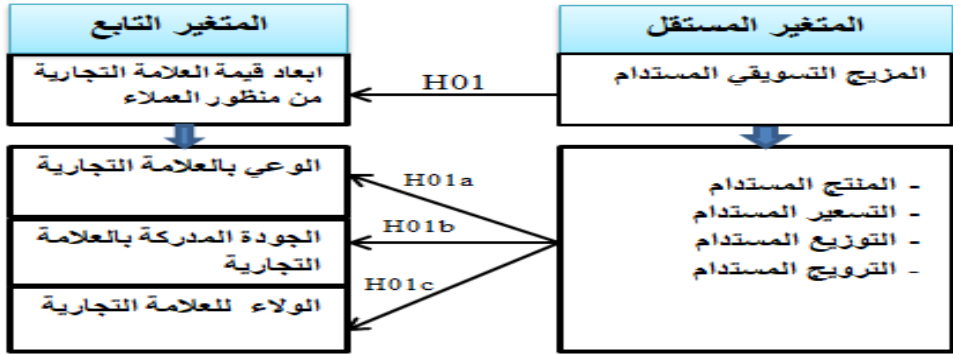 المتغير المستقل
المتغير التابع
المزيج التسويقي المستدام
H01
ابعاد قيمة العلامة التجارية
من منظور العملاء
- المنتج المستدام
- التسعير المستدام
- التوزيع المستدام
- الترويج المستدام
H01a
H01b
H01c
الوعي بالعلامة التجارية
الجودة المدركة بالعلامة
التجارية
الولاء للعلامة التجارية